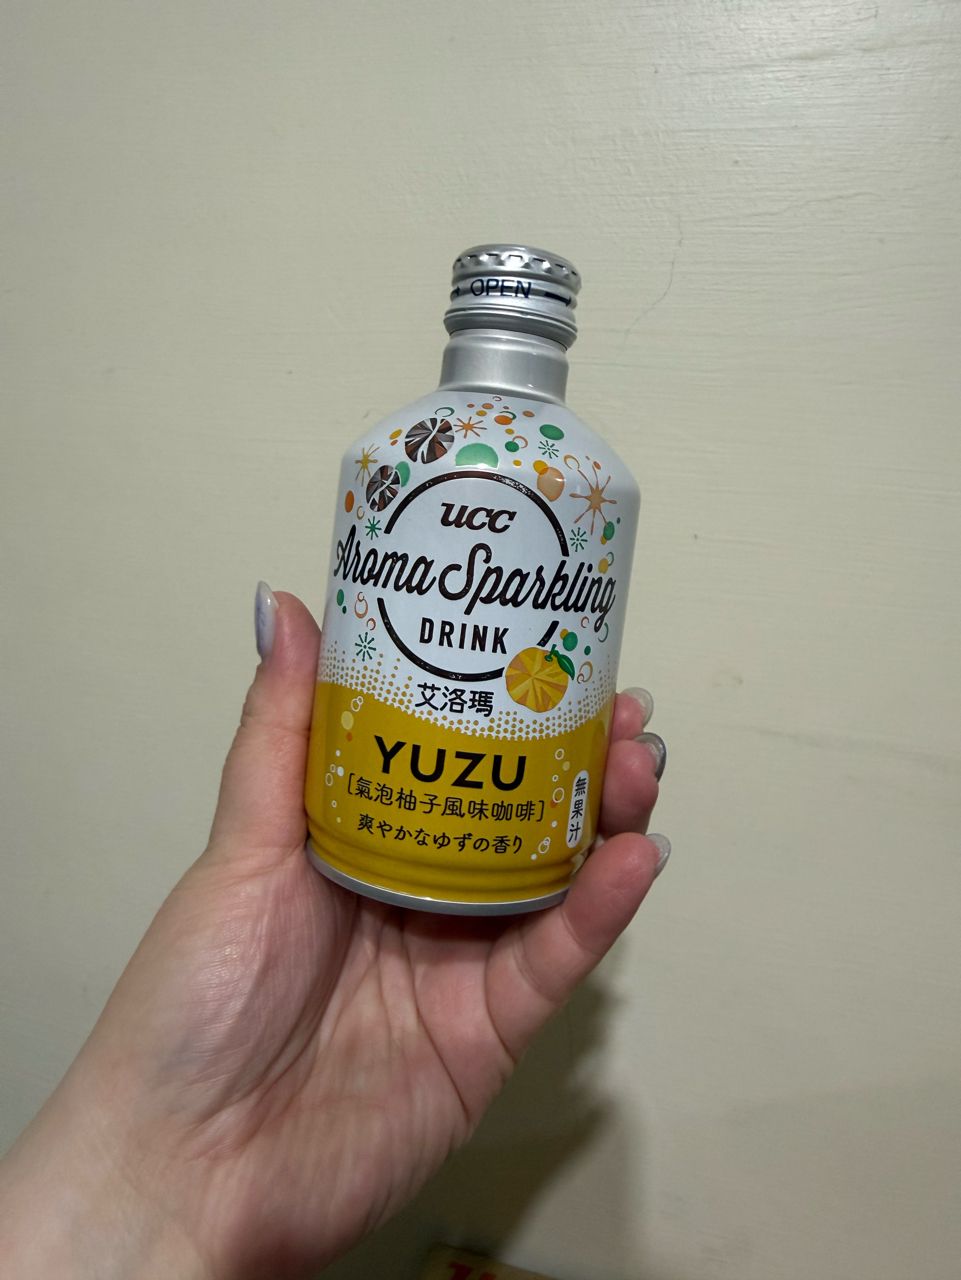 OPEN
ucc
Aroma Sparkling
DRINK
艾洛瑪
YUZU
[氣泡柚子風味咖啡]
爽やかなゆずの香り
無果汁